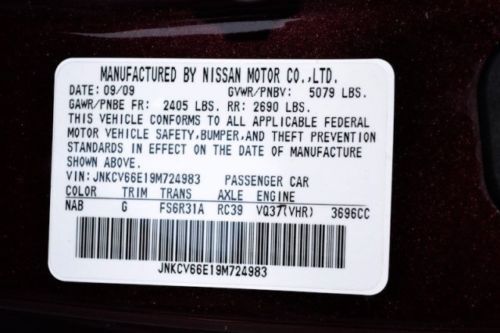 MANUFACTURED BY NISSAN MOTOR CO.,LTD.
DATE: 09/09 GVWR/PNBV: 5079 LBS.
GAWR/PNBE FR: 2405 LBS. RR: 2690 LBS.
THIS VEHICLE CONFORMS TO ALL APPLICABLE FEDERAL
MOTOR VEHICLE SAFETY,BUMPER,AND THEFT PREVENTION
STANDARDS IN EFFECT ON THE DATE OF MANUFACTURE
SHOWN ABOVE.
VIN: JNKCV66E19M724983 PASSENGER CAR
COLOR TRIM TRANS AXLE ENGINE
NAB G FS6R31A RC39 VQ37(VHR) 3696CC
JNKCV66E19M724983